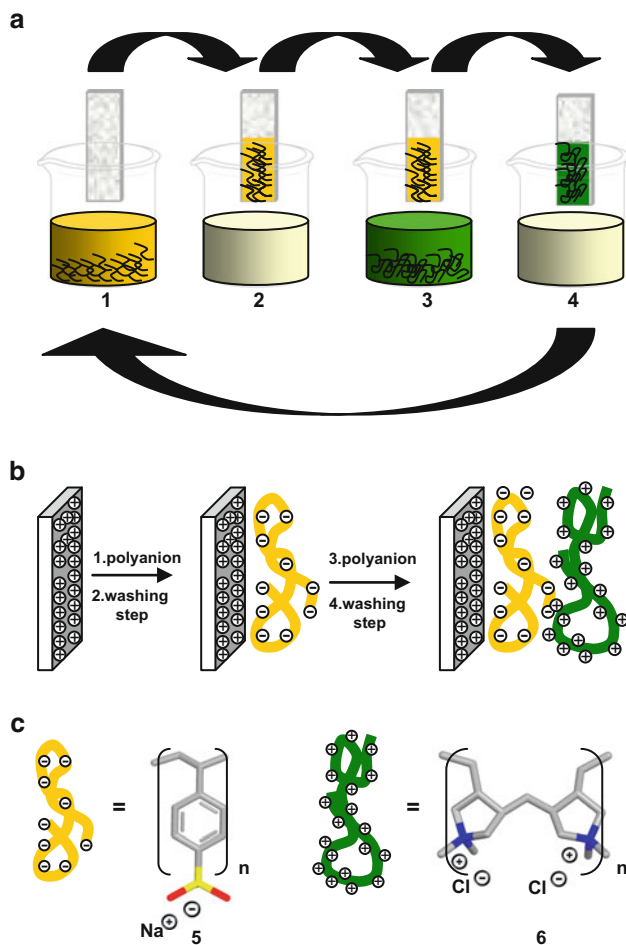 a
1 2 3 4
b
1.polyanion
2.washing
step
3.polyanion
4.washing
step
c
=
n
Na⊕ ⊖
5
=
n
⊕ ⊕
Cl⊖ Cl⊖
6